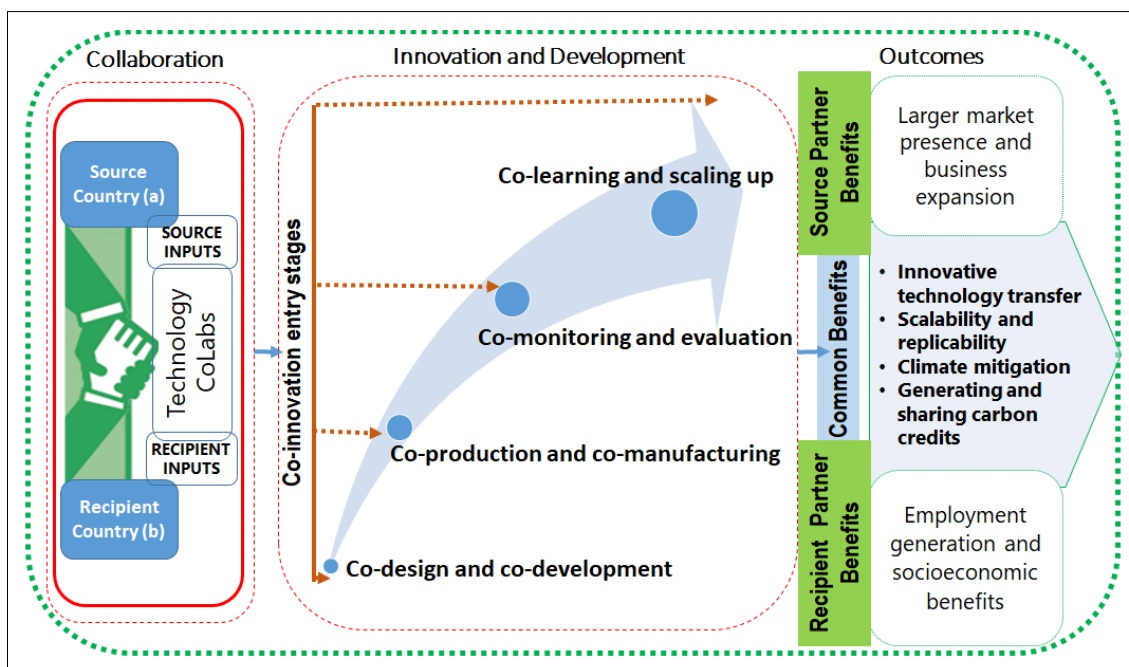 Collaboration
Source
Country (a)
SOURCE
INPUTS
Technology
CoLabs
RECIPIENT
INPUTS
Recipient
Country (b)
Innovation and Development
Co-innovation entry stages
Co-learning and scaling up
Co-monitoring and evaluation
Co-production and co-manufacturing
Co-design and co-development
Outcomes
Source Partner
Benefits
Larger market
presence and
business
expansion
Common Benefits
• Innovative
technology transfer
• Scalability and
replicability
• Climate mitigation
• Generating and
sharing carbon
credits
Recipient Partner
Benefits
Employment
generation and
socioeconomic
benefits